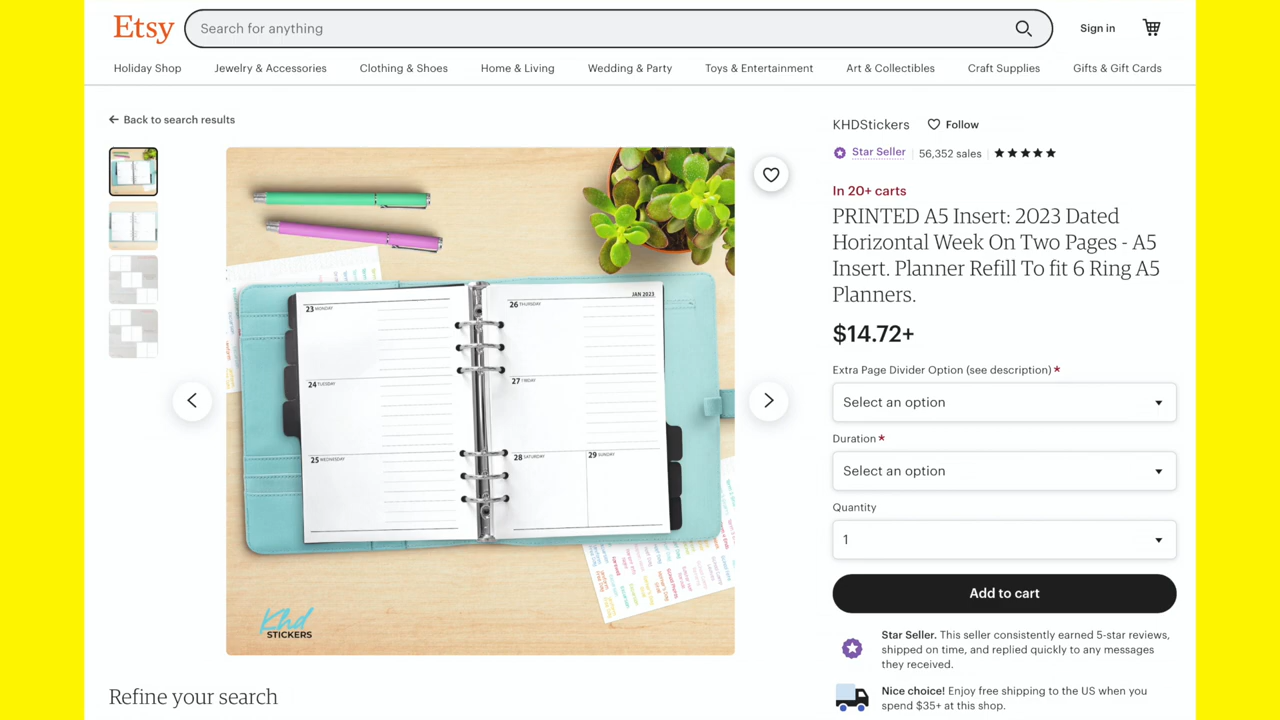 Etsy
Search for anything
Sign in
Holiday Shop
Jewelry & Accessories
Clothing & Shoes
Home & Living
Wedding & Party
Toys & Entertainment
Art & Collectibles
Craft Supplies
Gifts & Gift Cards
Back to search results
KHDStickers
Follow
Star Seller
56,352 sales
In 20+ carts
PRINTED A5 Insert: 2023 Dated
Horizontal Week On Two Pages - A5
Insert. Planner Refill To fit 6 Ring A5
Planners.
$14.72+
Extra Page Divider Option (see description) *
Select an option
Duration *
Select an option
Quantity
1
Add to cart
Star Seller. This seller consistently earned 5-star reviews,
shipped on time, and replied quickly to any messages
they received.
Nice choice! Enjoy free shipping to the US when you
spend $35+ at this shop.
JAN 2023
23 MONDAY
24 TUESDAY
25 WEDNESDAY
26 THURSDAY
27 FRIDAY
28 SATURDAY
29 SUNDAY
Khd
STICKERS
Refine your search